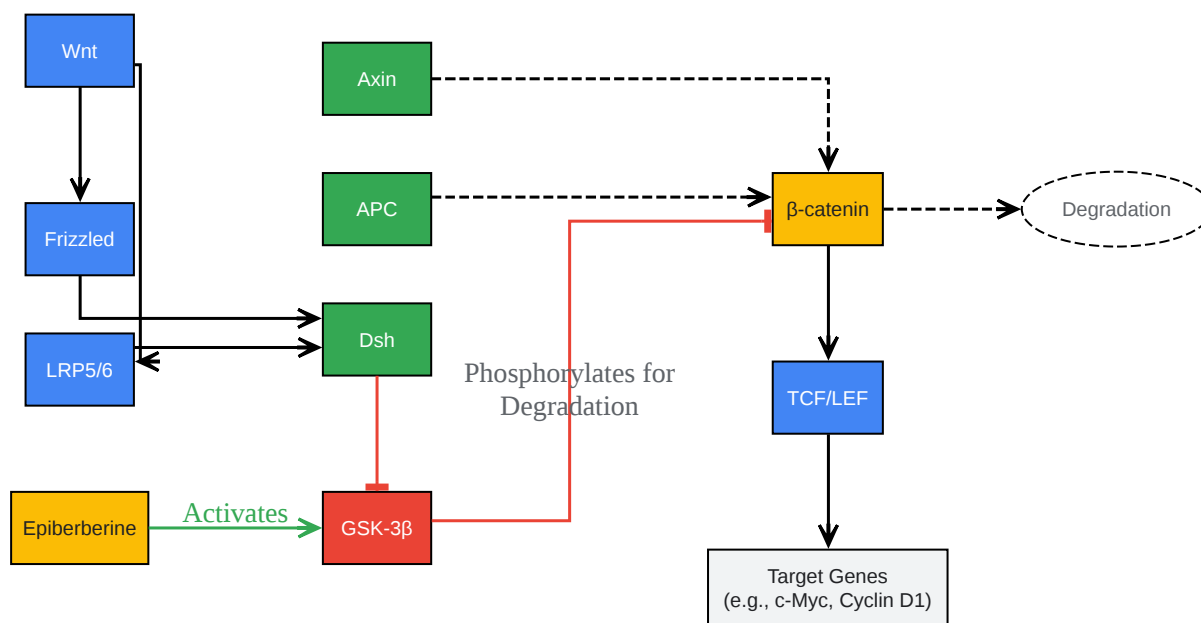 Wnt
Axin
APC
β-catenin
Degradation
Frizzled
Dsh
LRP5/6
Phosphorylates for
Degradation
TCF/LEF
Epiberberine
Activates
GSK-3β
Target Genes
(e.g., c-Myc, Cyclin D1)